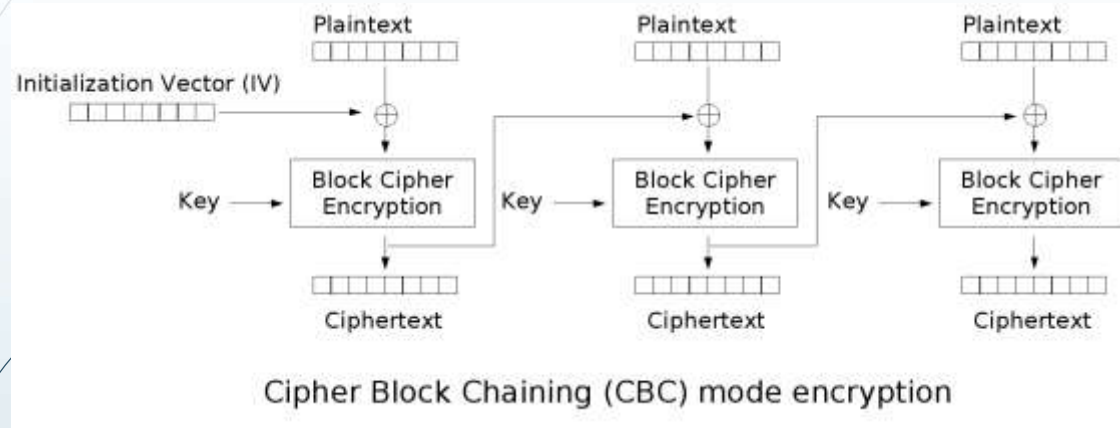 Plaintext
Plaintext
Plaintext
Initialization Vector (IV)
Key
Block Cipher
Encryption
Key
Block Cipher
Encryption
Key
Block Cipher
Encryption
Ciphertext
Ciphertext
Ciphertext
Cipher Block Chaining (CBC) mode encryption